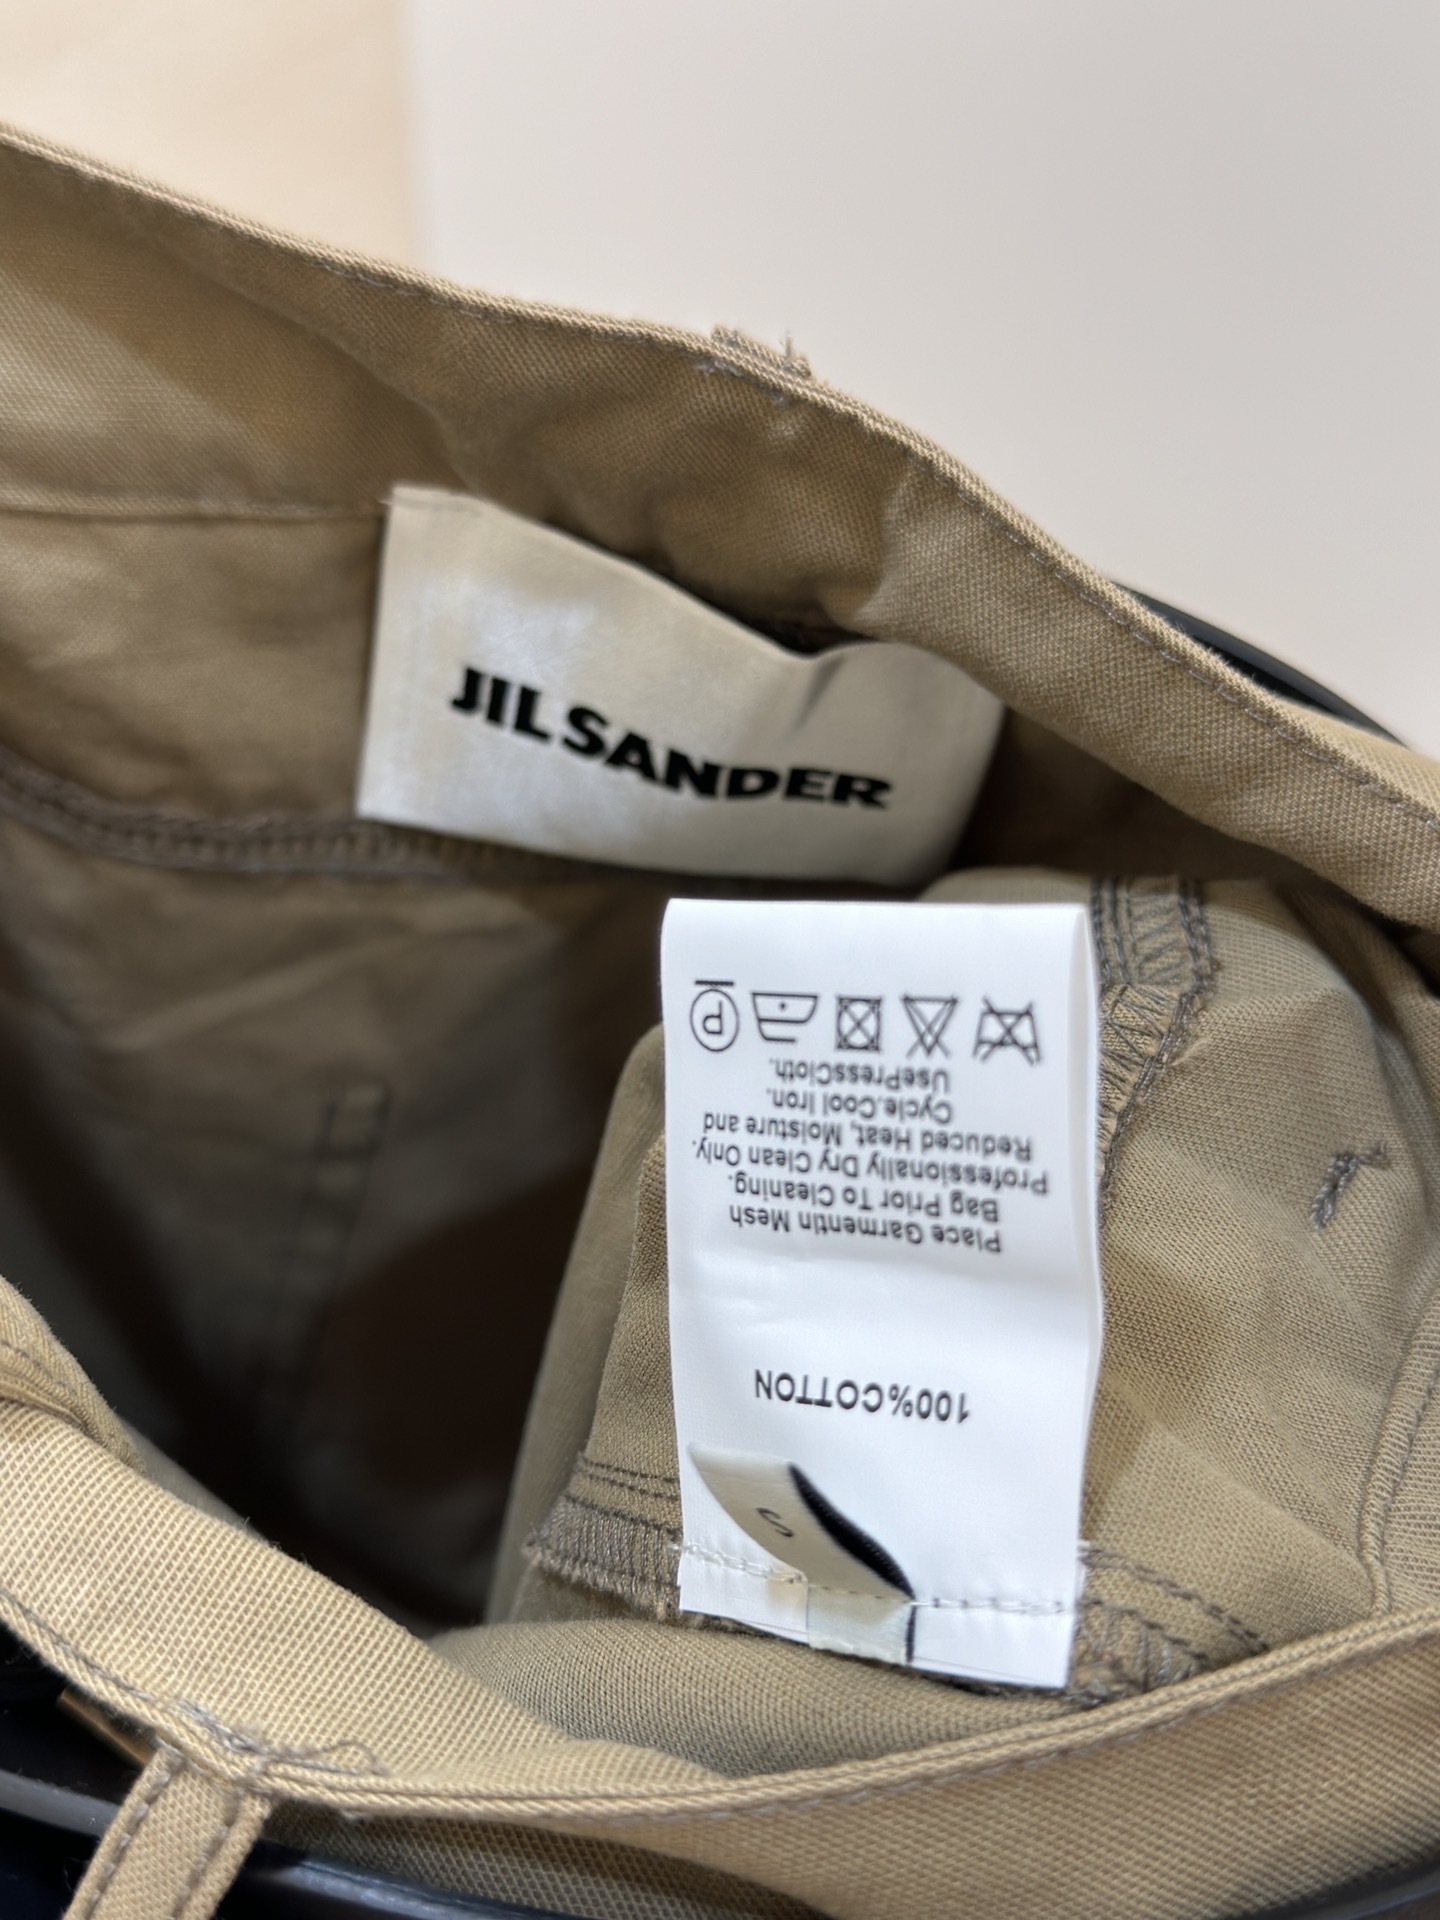 JIL SANDER
100%COTTON
Place Garmentin Mesh
Bag Prior To Cleaning.
Professionally Dry Clean Only.
Reduced Heat, Moisture and
Cycle.Cool Iron.
UsePressCloth.
P
S